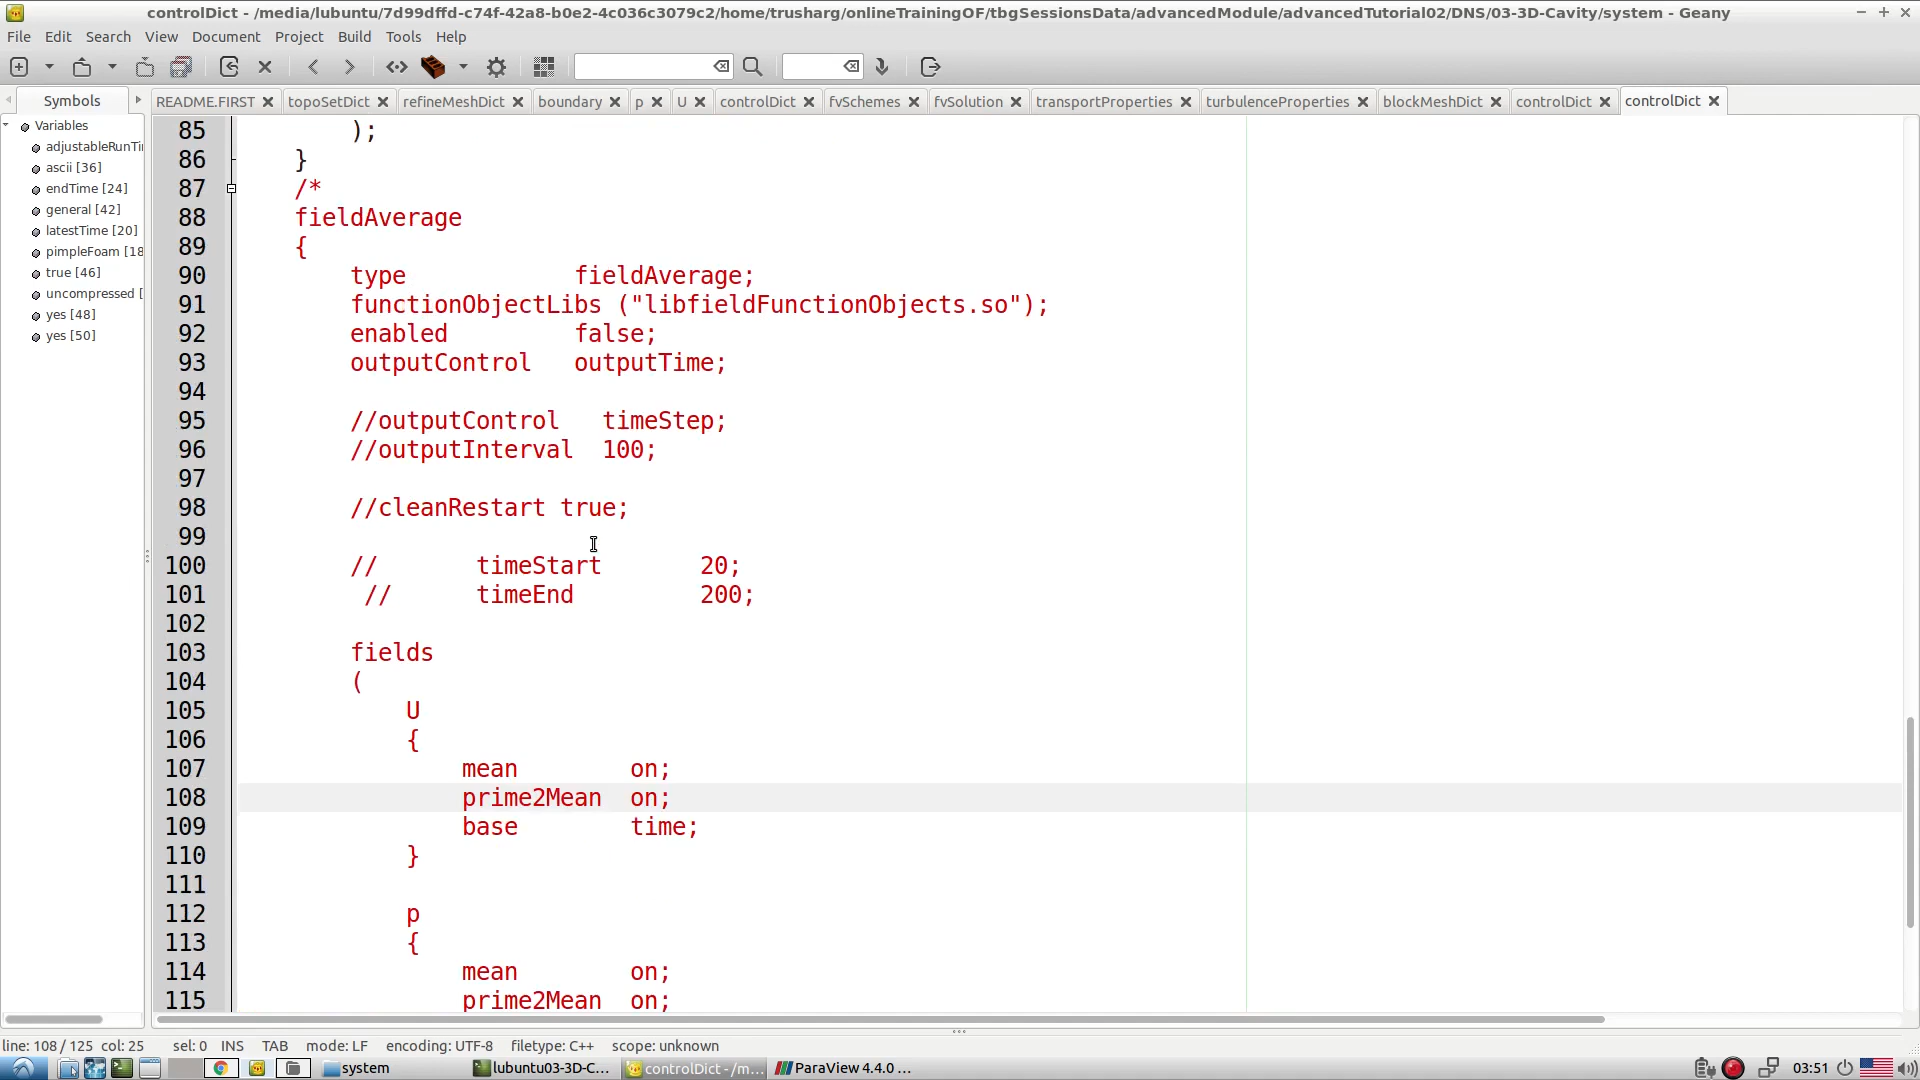 controlDict - /media/lubuntu/7d99dffd-c74f-42a8-b0e2-4c036c3079c2/home/trusharg/onlineTrainingOF/tbgSessionsData/advancedModule/advancedTutorial02/DNS/03-3D-Cavity/system - Geany
File Edit Search View Document Project Build Tools Help
Symbols README.FIRST topoSetDict refineMeshDict boundary p U controlDict fvSchemes fvSolution transportProperties turbulenceProperties blockMeshDict controlDict controlDict
Variables
adjustableRunTi
ascii [36]
endTime [24]
general [42]
latestTime [20]
pimpleFoam [18
true [46]
uncompressed [
yes [48]
yes [50]
85 );
86 }
87 /*
88 fieldAverage
89 {
90 type fieldAverage;
91 functionObjectLibs ("libfieldFunctionObjects.so");
92 enabled false;
93 outputControl outputTime;
94
95 //outputControl timeStep;
96 //outputInterval 100;
97
98 //cleanRestart true;
99
100 // timeStart 20;
101 // timeEnd 200;
102
103 fields
104 (
105 U
106 {
107 mean on;
108 prime2Mean on;
109 base time;
110 }
111
112 p
113 {
114 mean on;
115 prime2Mean on;
line: 108 / 125 col: 25 sel: 0 INS TAB mode: LF encoding: UTF-8 filetype: C++ scope: unknown
system lubuntu03-3D-C... controlDict - /m... ParaView 4.4.0 ... 03:51